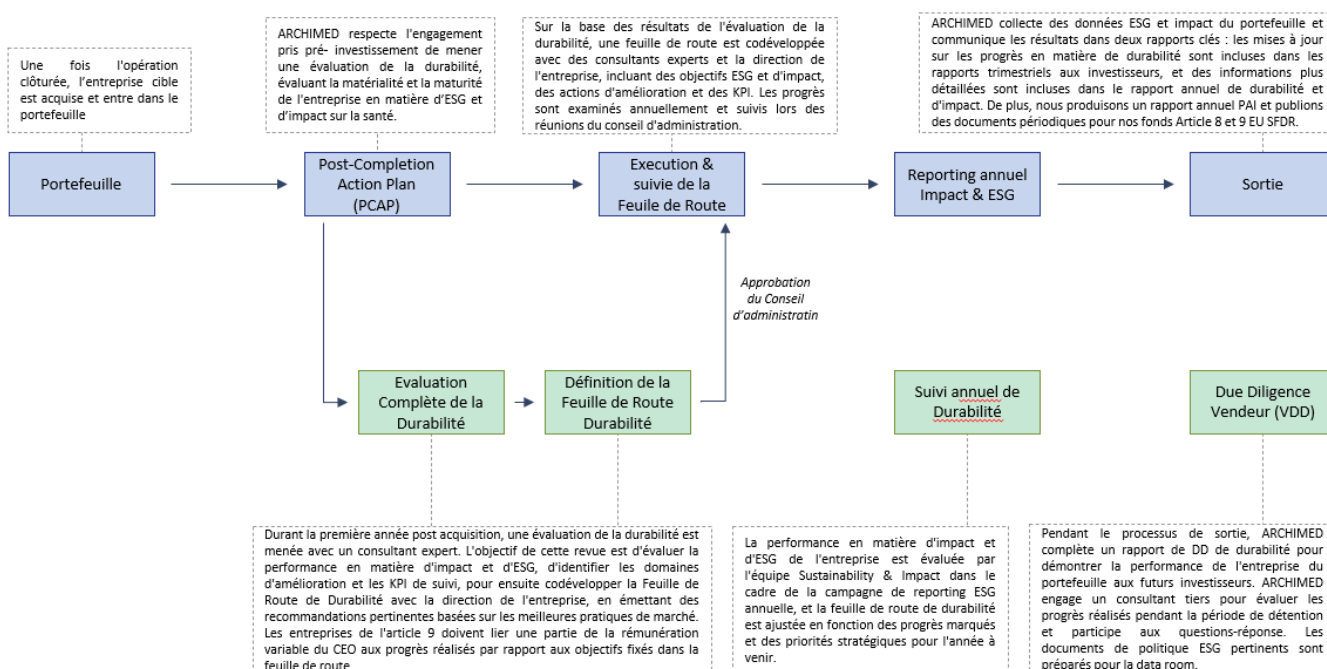 Une fois l'opération
clôturée, l'entreprise cible
est acquise et entre dans le
portefeuille
ARCHIMED respecte l'engagement
pris pré- investissement de mener
une évaluation de la durabilité,
évaluant la matérialité et la maturité
de l'entreprise en matière d'ESG et
d'impact sur la santé.
Sur la base des résultats de l'évaluation de la
durabilité, une feuille de route est codéveloppée
avec des consultants experts et la direction de
l'entreprise, incluant des objectifs ESG et d'impact,
des actions d'amélioration et des KPI. Les progrès
sont examinés annuellement et suivis lors des
réunions du conseil d'administration.
ARCHIMED collecte des données ESG et impact du portefeuille et
communique les résultats dans deux rapports clés : les mises à jour
sur les progrès en matière de durabilité sont incluses dans les
rapports trimestriels aux investisseurs, et des informations plus
détaillées sont incluses dans le rapport annuel de durabilité et
d'impact. De plus, nous produisons un rapport annuel PAI et publions
des documents périodiques pour nos fonds Article 8 et 9 EU SFDR.
Portefeuille
Post-Completion
Action Plan
(PCAP)
Execution &
suivie de la
Feuile de Route
Reporting annuel
Impact & ESG
Sortie
Approbation
du Conseil
d'administratin
Evaluation
Complète de la
Durabilité
Définition de la
Feuille de Route
Durabilité
Suivi annuel de
Durabilité
Due Diligence
Vendeur (VDD)
Durant la première année post acquisition, une évaluation de la durabilité est
menée avec un consultant expert. L'objectif de cette revue est d'évaluer la
performance en matière d'impact et d'ESG, d'identifier les domaines
d'amélioration et les KPI de suivi, pour ensuite codévelopper la Feuille de
Route de Durabilité avec la direction de l'entreprise, en émettant des
recommandations pertinentes basées sur les meilleures pratiques de marché.
Les entreprises de l'article 9 doivent lier une partie de la rémunération
variable du CEO aux progrès réalisés par rapport aux objectifs fixés dans la
feuille de route
La performance en matière d'impact et
d'ESG de l'entreprise est évaluée par
l'équipe Sustainability & Impact dans le
cadre de la campagne de reporting ESG
annuelle, et la feuille de route de durabilité
est ajustée en fonction des progrès marqués
et des priorités stratégiques pour l'année à
venir.
Pendant le processus de sortie, ARCHIMED
complète un rapport de DD de durabilité pour
démontrer la performance de l'entreprise du
portefeuille aux futurs investisseurs. ARCHIMED
engage un consultant tiers pour évaluer les
progrès réalisés pendant la période de détention
et participe aux questions-réponse. Les
documents de politique ESG pertinents sont
préparés pour la data room.